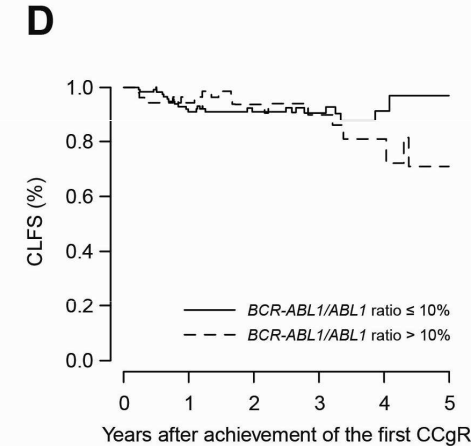 D
CLFS (%)
1.0
0.8
0.6
0.4
0.2
0.0
BCR-ABL1/ABL1 ratio ≤ 10%
BCR-ABL1/ABL1 ratio > 10%
0 1 2 3 4 5
Years after achievement of the first CCgR